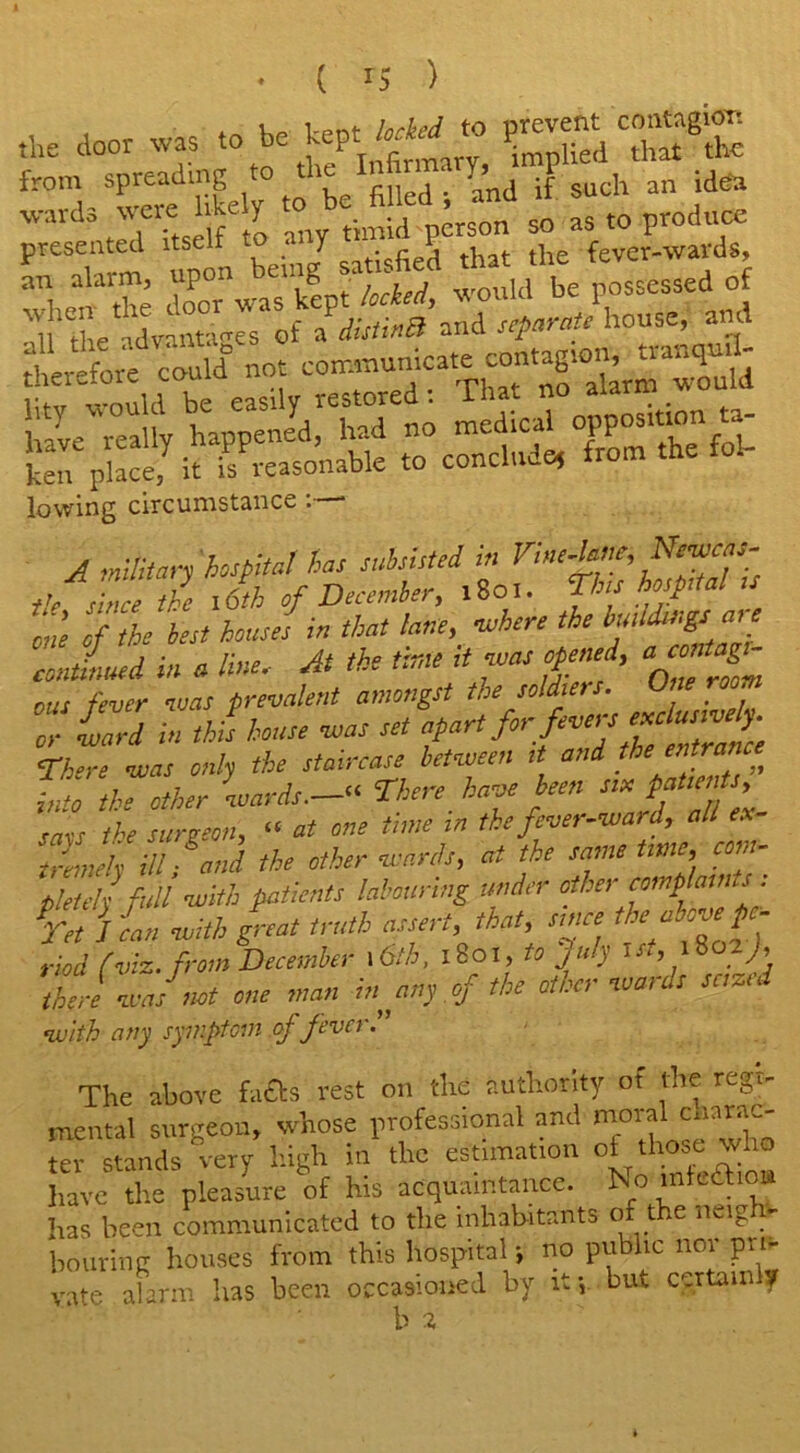 ( 15 )
the door was to be kept locked to prevent contagion
from spreading to the Infirmary, implied that the
wards were likely to be filled; and if such an idea
presented itself to any timid person so as to produce
an alarm, upon being satisfied that the fever-wards,
when the door was kept locked, would be possessed of
all the advantages of a distinct and separate house, and
therefore could not communicate contagion, tranquil-
lity would be easily restored: That no alarm would
have really happened, had no medical opposition ta-
ken place, it is reasonable to conclude, from the fol-
lowing circumstance :—
A military hospital has subsisted in Vine-lane, Newcas-
tle, since the 16th of December, 1801. This hospital is
one of the best houses in that lane, where the buildings are
continued in a line. At the time it was opened, a contagi-
ous fever was prevalent amongst the soldiers. One room
or ward in this house was set apart for fevers exclusively.
There was only the staircase between it and the entrance
into the other wards.—“ There have been six patients,”
says the surgeon, “ at one time in the fever-ward, all ex-
tremely ill; and the other wards, at the same time, com-
pletely full with patients labouring under other complaints :
Yet I can with great truth assert, that, since the above pe-
riod (viz. from December 16th, 1801, to July 1st, 1802),
there was not one man in any of the other wards seized
with any symptom of fever.”
The above facts rest on the authority of the regi-
mental surgeon, whose professional and moral charac-
ter stands very high in the estimation of those who
have the pleasure of his acquaintance. No infection
has been communicated to the inhabitants of the neigh-
bouring houses from this hospital; no public nor pri-
vate alarm has been occasioned by it; but certainly
b 2